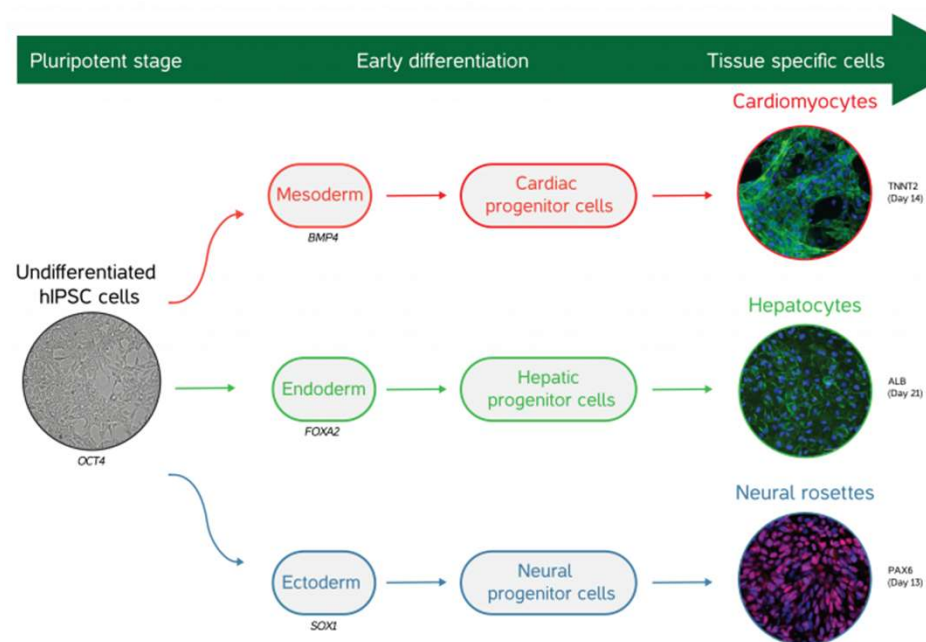 Pluripotent stage
Early differentiation
Tissue specific cells
Cardiomyocytes
Mesoderm
BMP4
Cardiac
progenitor cells
TNNT2
(Day 14)
Undifferentiated
hIPSC cells
OCT4
Hepatocytes
Endoderm
FOXA2
Hepatic
progenitor cells
ALB
(Day 21)
Neural rosettes
Ectoderm
SOX1
Neural
progenitor cells
PAX6
(Day 13)